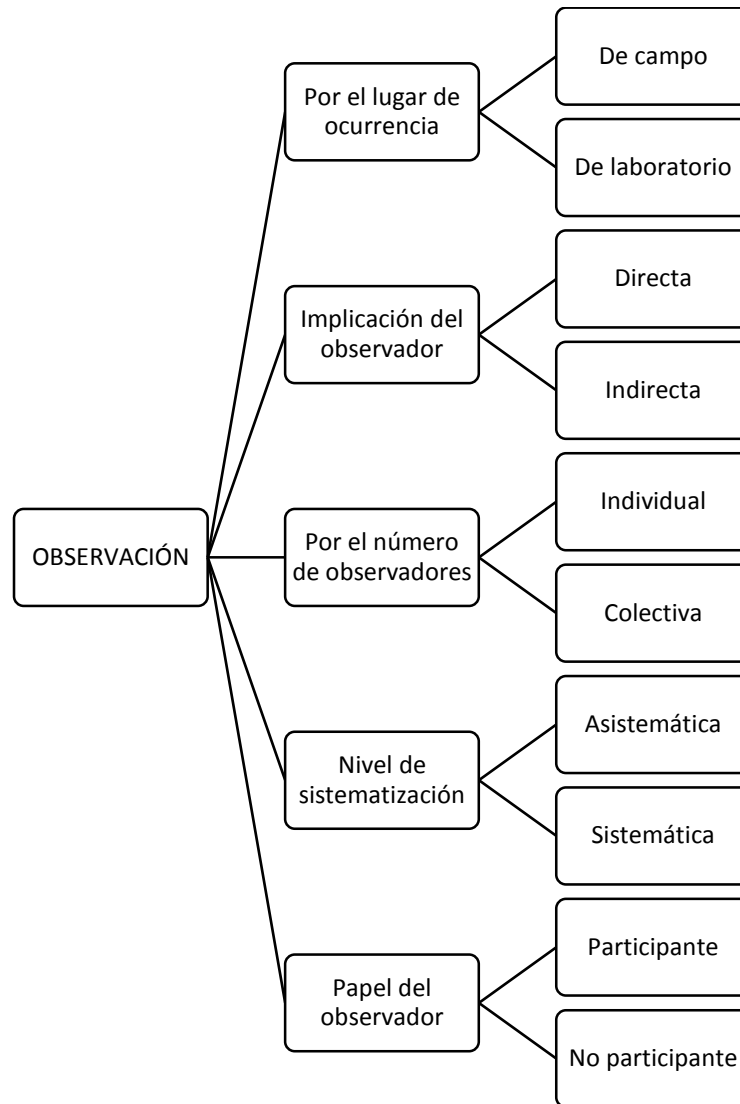 De campo
Por el lugar de
ocurrencia
De laboratorio
Directa
Implicación del
observador
Indirecta
Individual
OBSERVACIÓN
Por el número
de observadores
Colectiva
Asistemática
Nivel de
sistematización
Sistemática
Participante
Papel del
observador
No participante